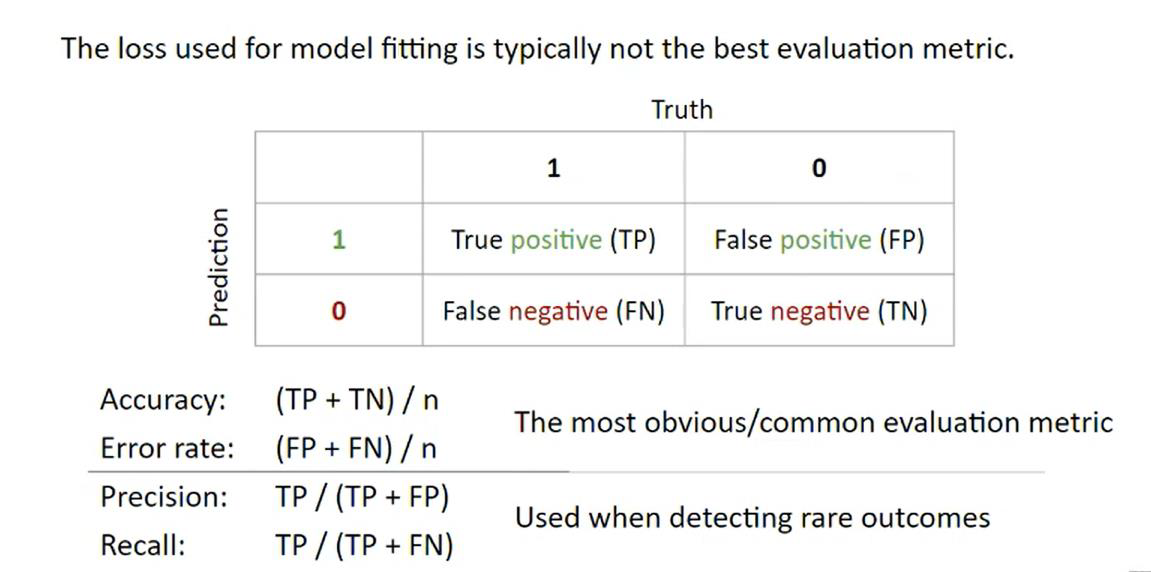 The loss used for model fitting is typically not the best evaluation metric.
Truth
1 0
Prediction
1 True positive (TP) False positive (FP)
0 False negative (FN) True negative (TN)
Accuracy: (TP + TN) / n
The most obvious/common evaluation metric
Error rate: (FP + FN) / n
Precision: TP / (TP + FP)
Used when detecting rare outcomes
Recall: TP / (TP + FN)